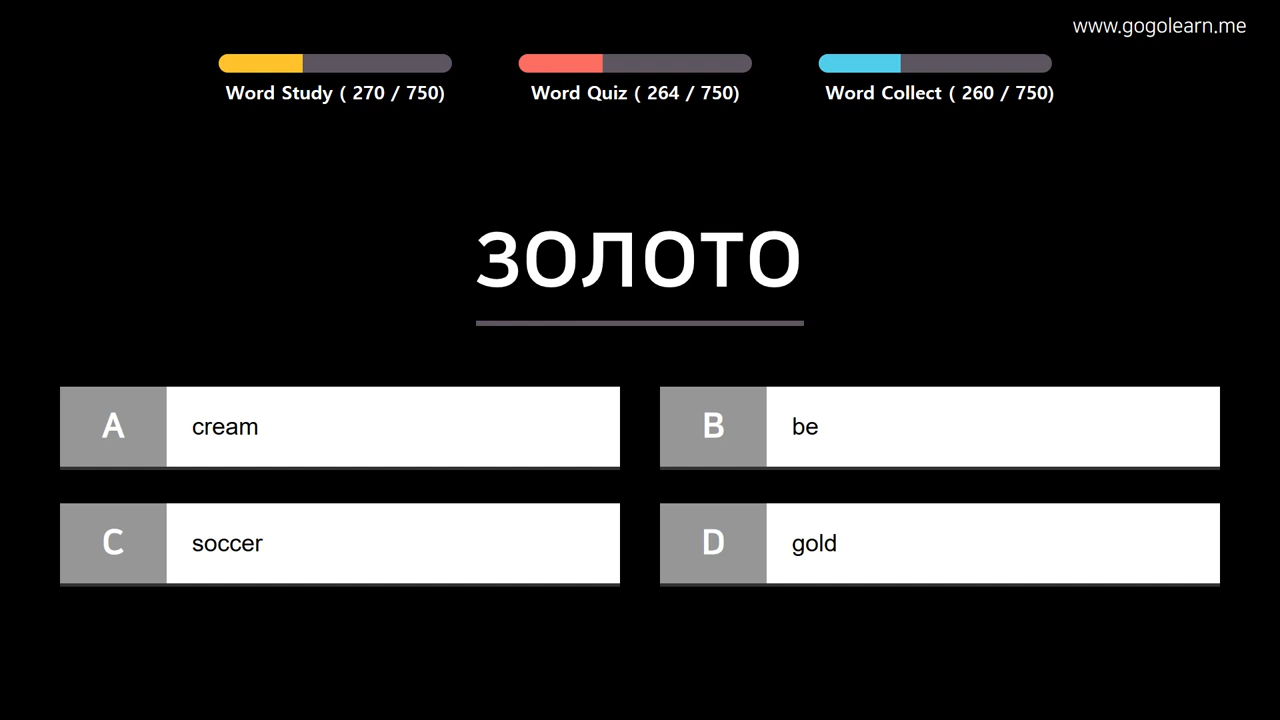 www.gogolearn.me
Word Study ( 270 / 750)
Word Quiz ( 264 / 750)
Word Collect ( 260 / 750)
золото
A
cream
B
be
C
soccer
D
gold